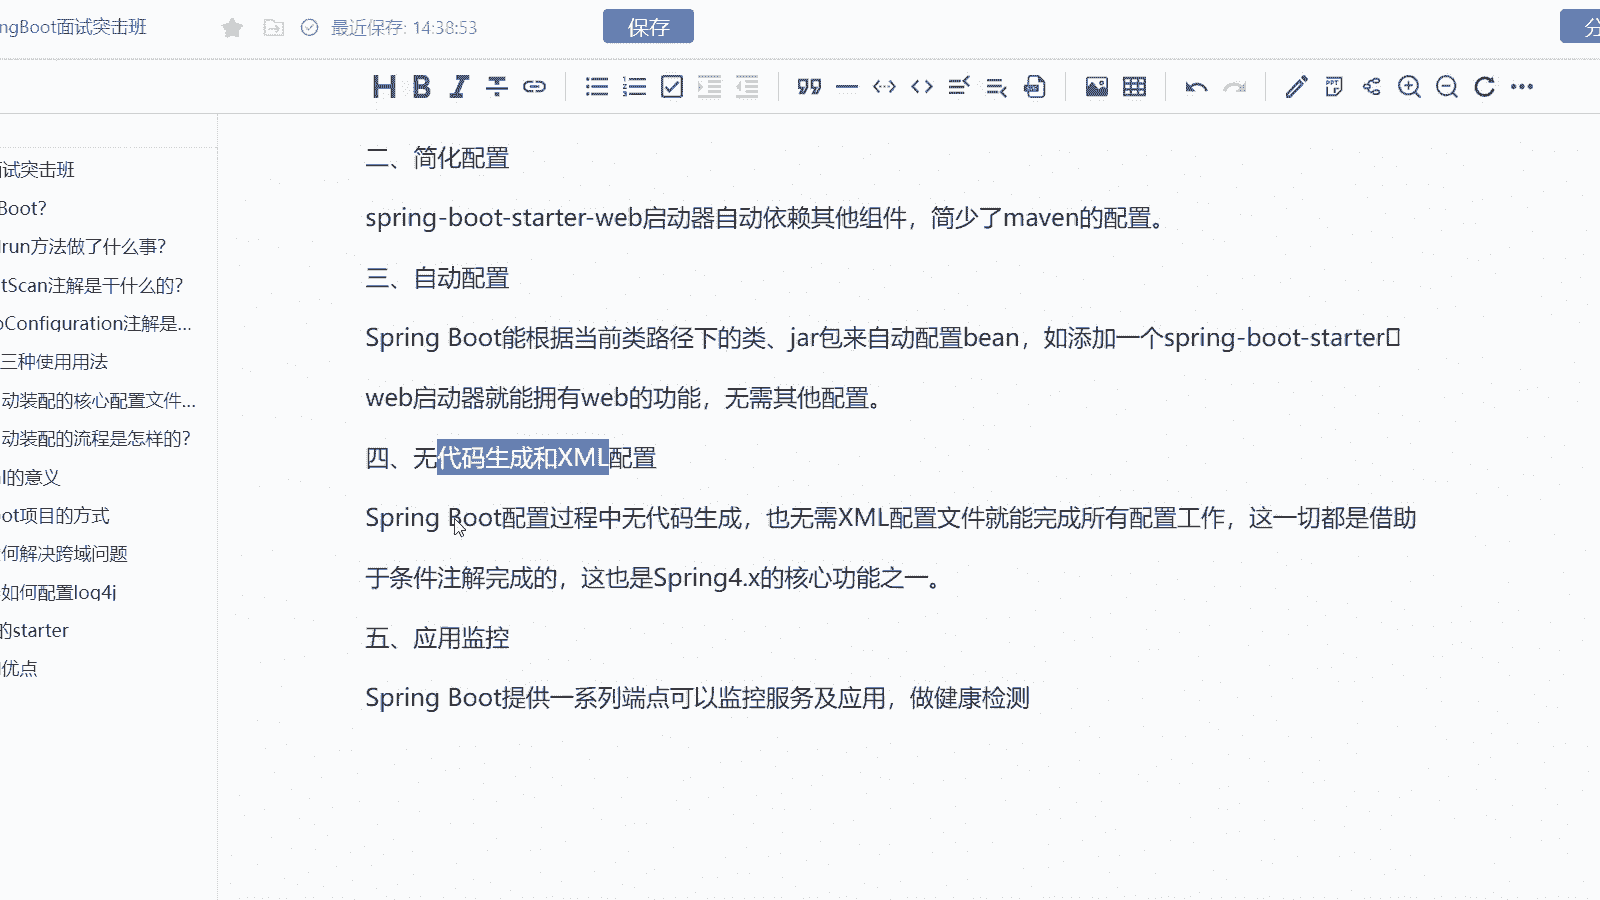 ngBoot面试突击班
最近保存: 14:38:53
保存
分
面试突击班
Boot?
run方法做了什么事?
tScan注解是干什么的?
oConfiguration注解是...
三种使用用法
动装配的核心配置文件...
动装配的流程是怎样的?
的意义
ot项目的方式
何解决跨域问题
如何配置log4j
的starter
优点
二、简化配置
spring-boot-starter-web启动器自动依赖其他组件，简少了maven的配置。
三、自动配置
Spring Boot能根据当前类路径下的类、jar包来自动配置bean，如添加一个spring-boot-starter
web启动器就能拥有web的功能，无需其他配置。
四、无代码生成和XML配置
Spring Boot配置过程中无代码生成，也无需XML配置文件就能完成所有配置工作，这一切都是借助
于条件注解完成的，这也是Spring4.x的核心功能之一。
五、应用监控
Spring Boot提供一系列端点可以监控服务及应用，做健康检测